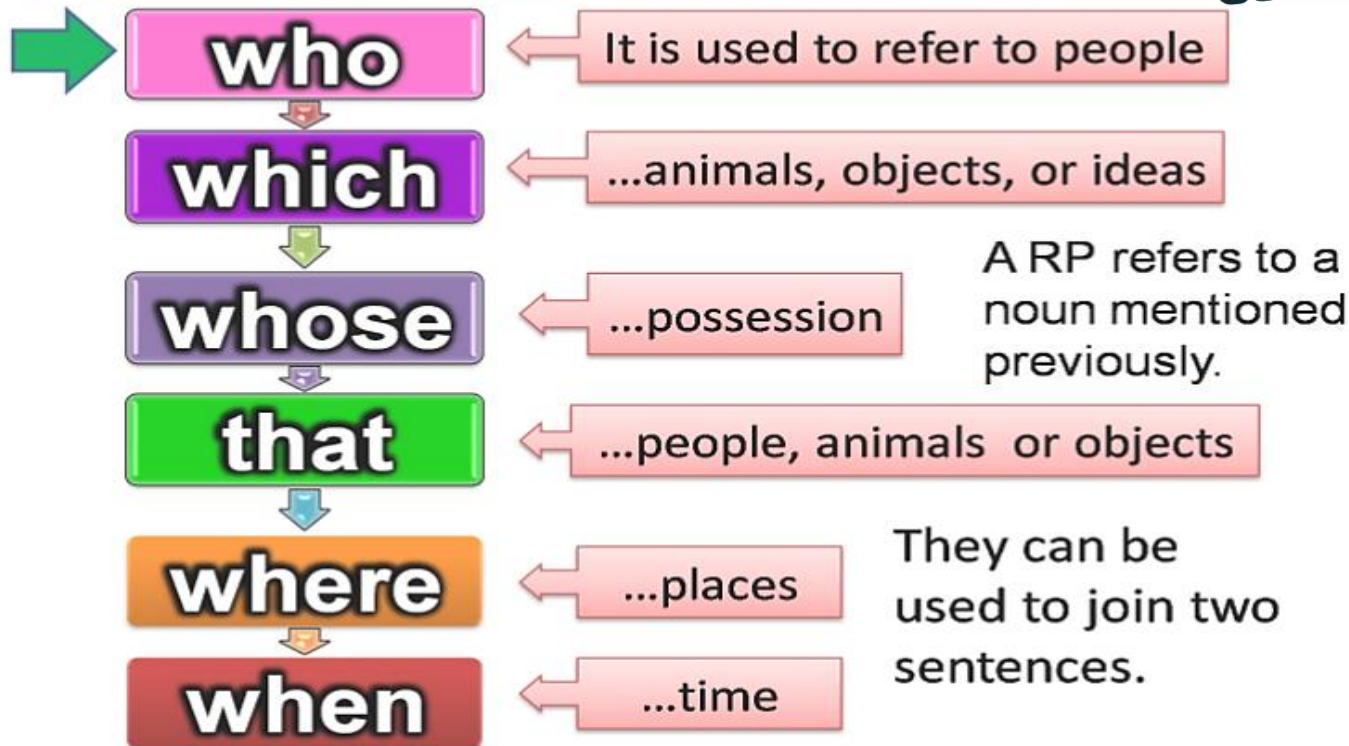 who
It is used to refer to people
which
...animals, objects, or ideas
whose
...possession
A RP refers to a
noun mentioned
previously.
that
...people, animals or objects
where
...places
They can be
used to join two
sentences.
when
...time